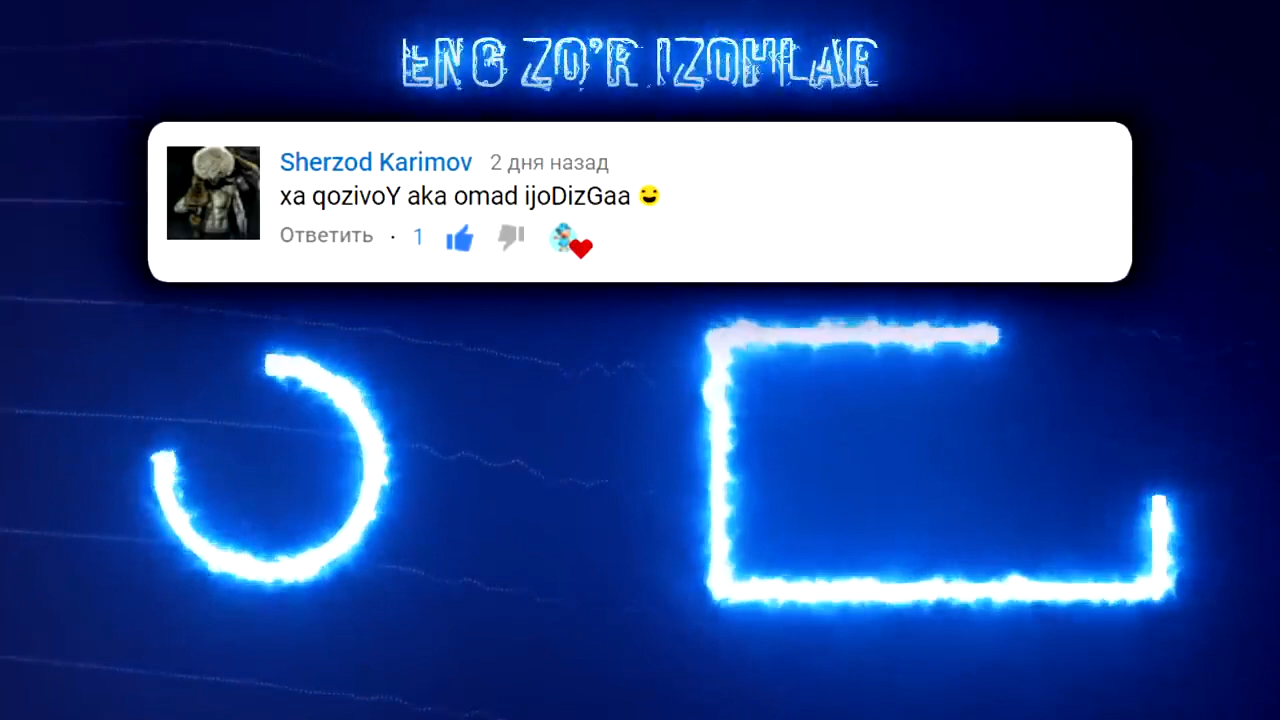 ENG ZO'R IZOHLAR
Sherzod Karimov 2 дня назад
xa qozivoY aka omad ijoDizGaa 😃
Ответить · 1